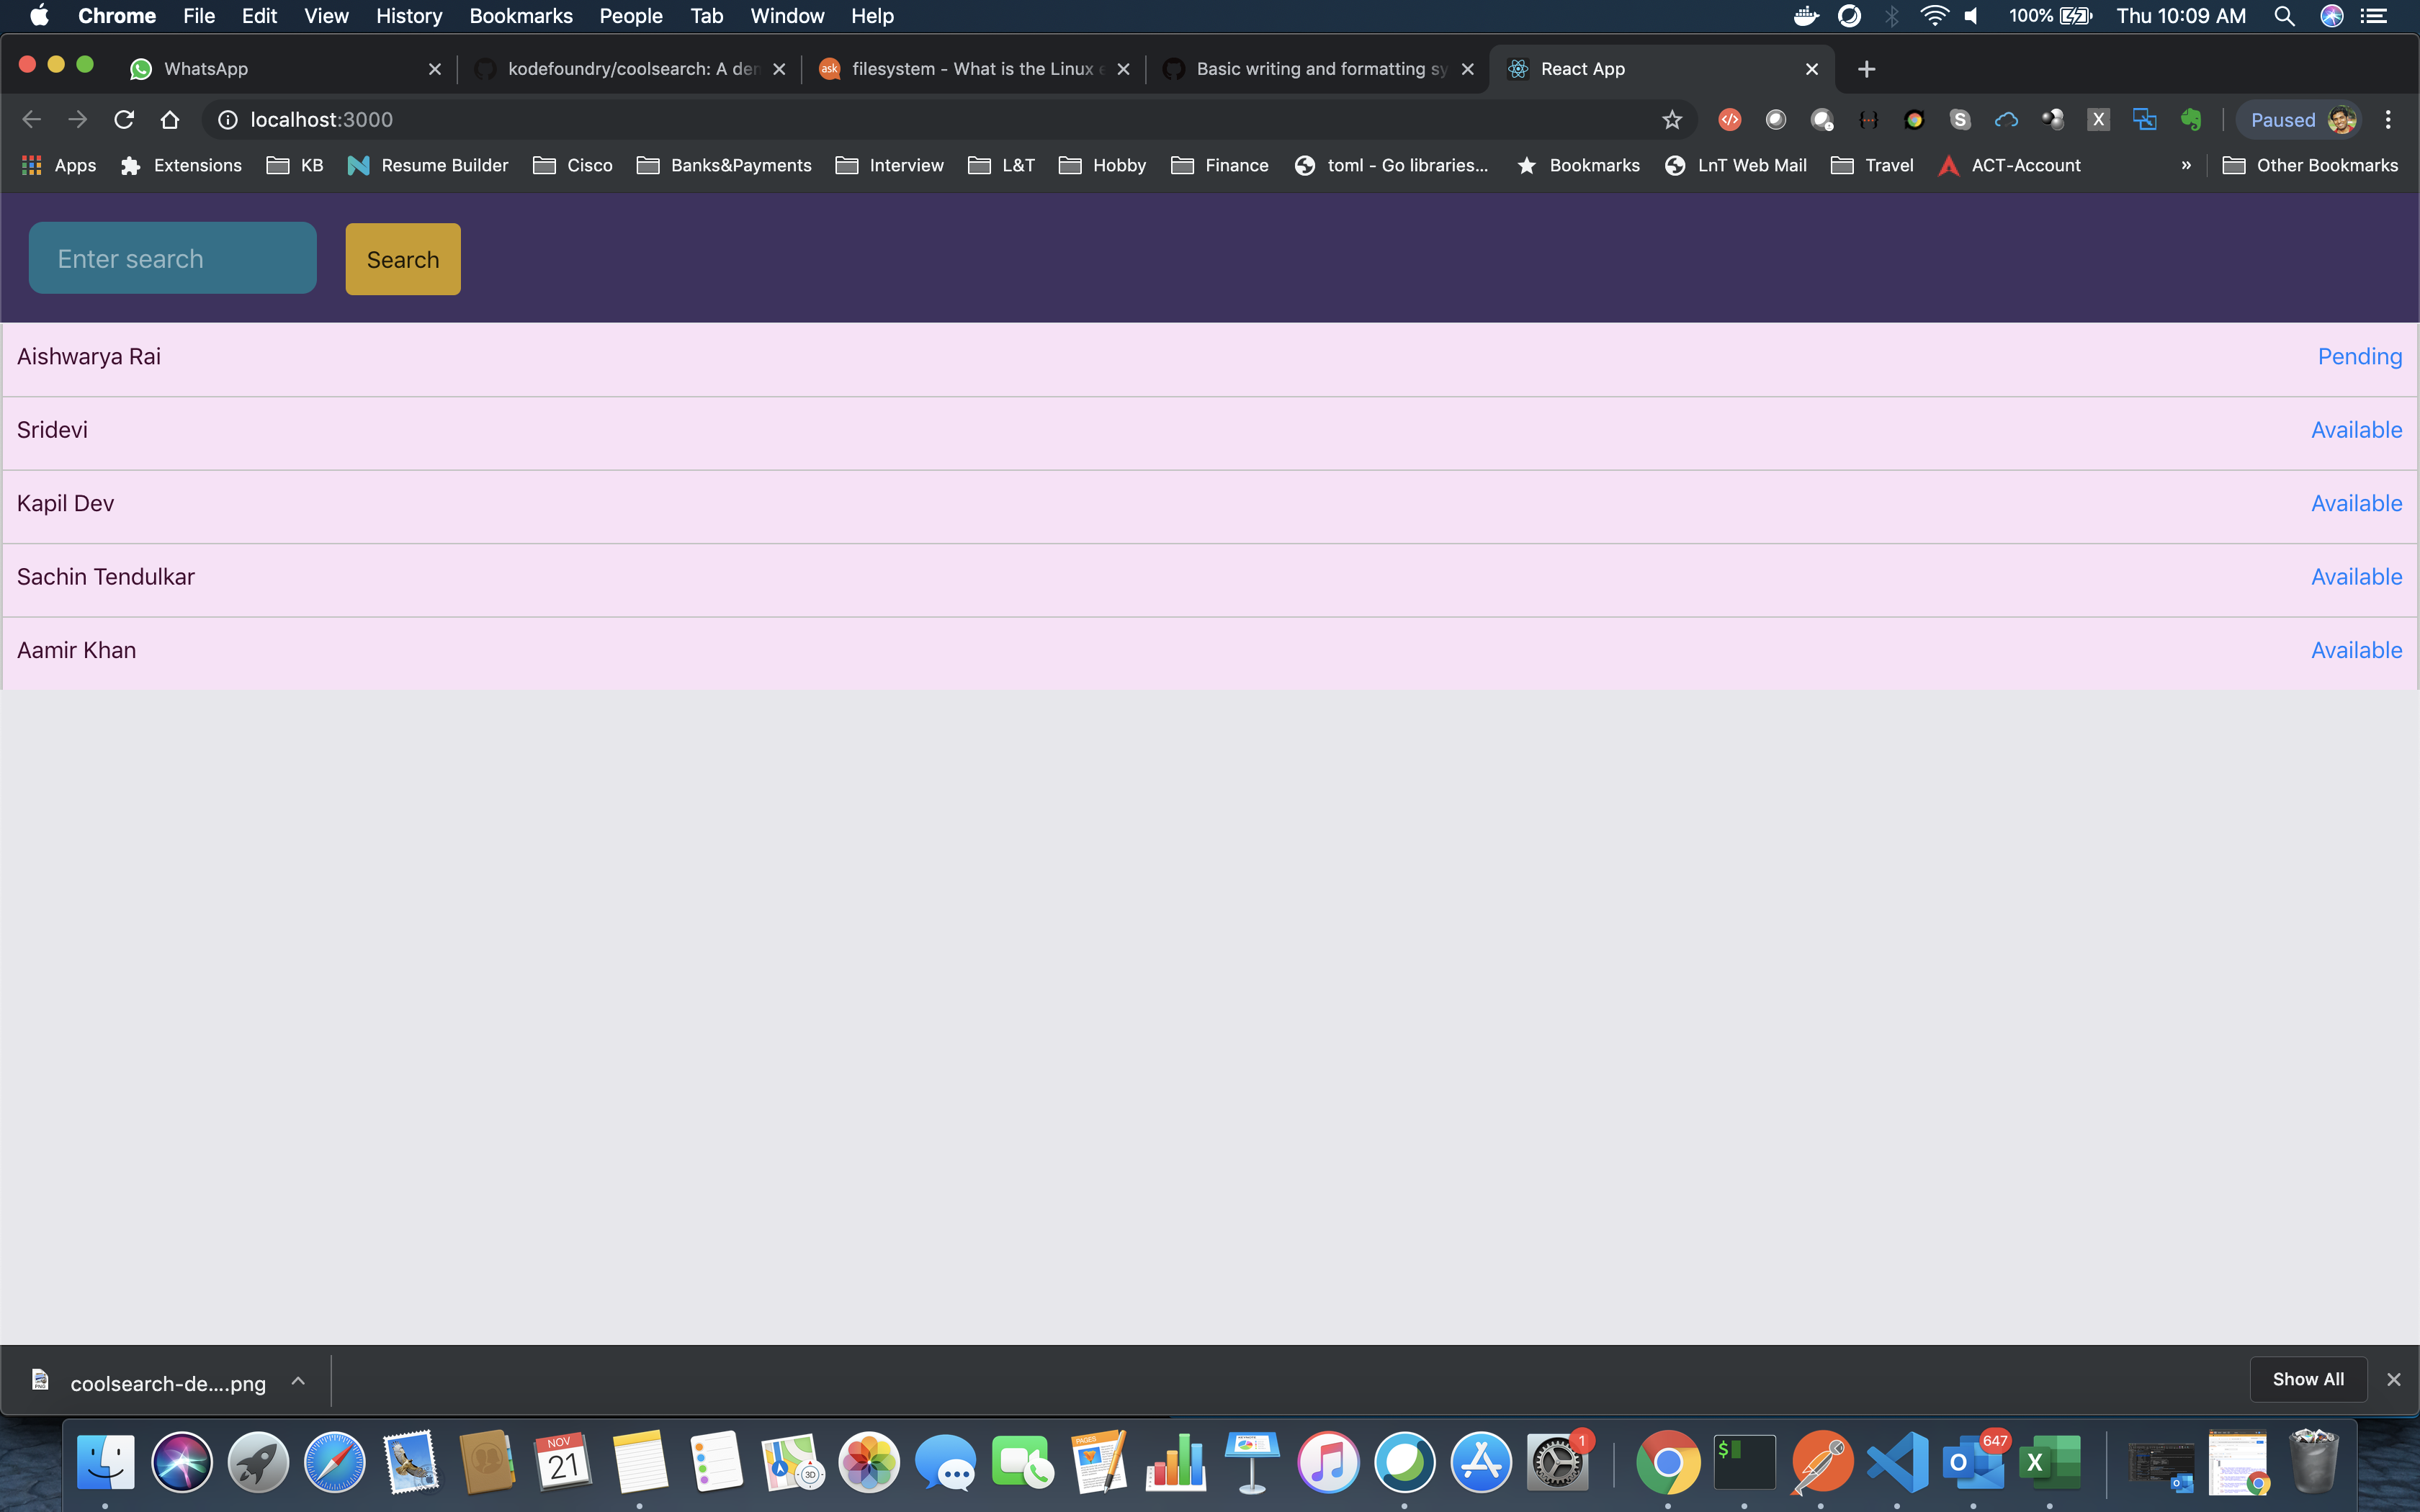 Chrome File Edit View History Bookmarks People Tab Window Help 100% Thu 10:09 AM
WhatsApp kodefoundry/coolsearch: A den ask filesystem - What is the Linux e Basic writing and formatting sy React App
localhost:3000 S X Paused
Apps Extensions KB Resume Builder Cisco Banks&Payments Interview L&T Hobby Finance toml - Go libraries... Bookmarks LnT Web Mail Travel ACT-Account » Other Bookmarks
Enter search Search
Aishwarya Rai Pending
Sridevi Available
Kapil Dev Available
Sachin Tendulkar Available
Aamir Khan Available
coolsearch-de....png Show All
NOV 21 3D PAGES 1 $ O 647 X